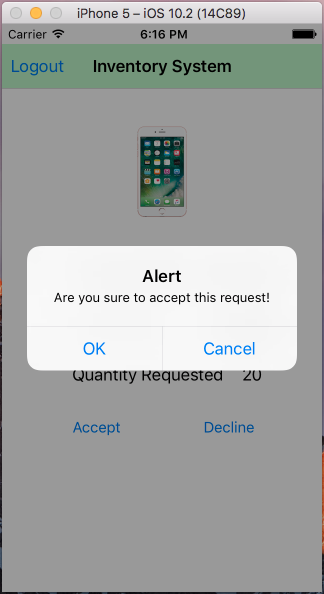 iPhone 5 – iOS 10.2 (14C89)
Carrier 6:16 PM
Logout Inventory System
Alert
Are you sure to accept this request!
OK Cancel
Quantity Requested 20
Accept Decline